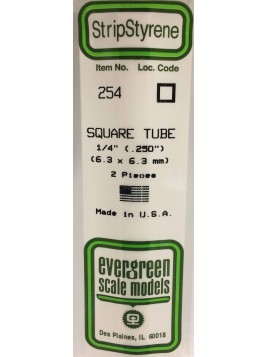 StripStyrene
Item No. Loc. Code
254
SQUARE TUBE
1/4" (.250")
(6.3 x 6.3 mm)
2 Pieces
Made in U.S.A.
evergreen
scale models
Des Plaines, IL 60018